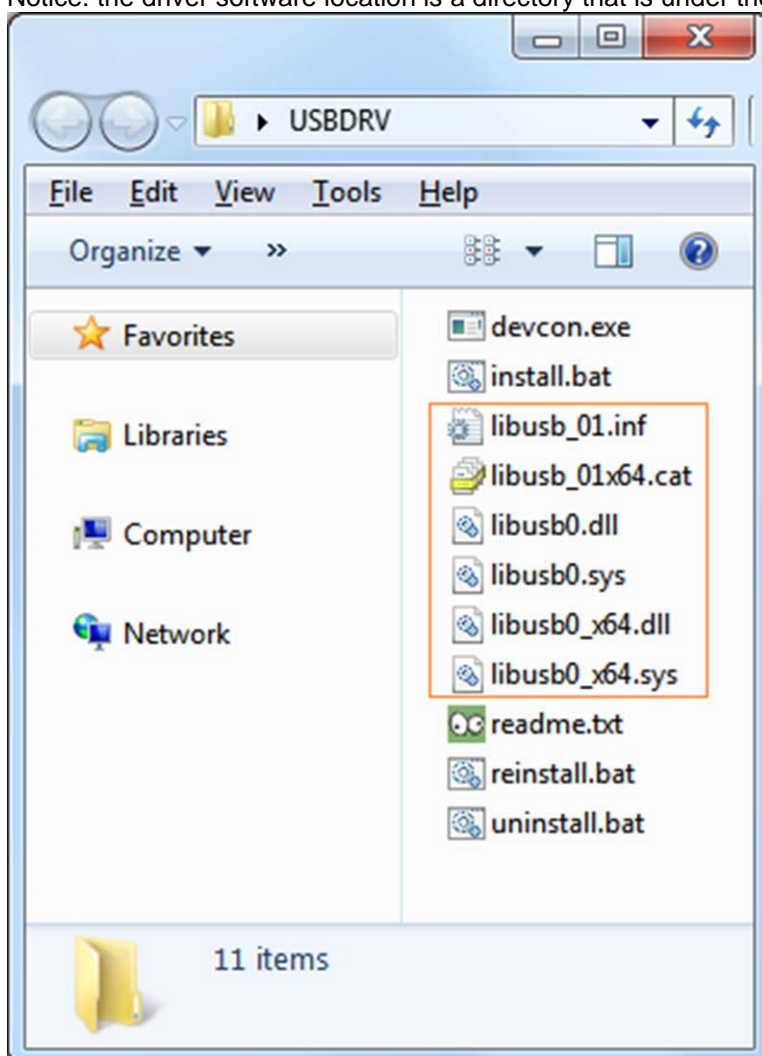 Notice: the driver software location is a directory that is under the
USBDRV
File Edit View Tools Help
Organize »
Favorites
Libraries
Computer
Network
devcon.exe
install.bat
libusb_01.inf
libusb_01x64.cat
libusb0.dll
libusb0.sys
libusb0_x64.dll
libusb0_x64.sys
readme.txt
reinstall.bat
uninstall.bat
11 items